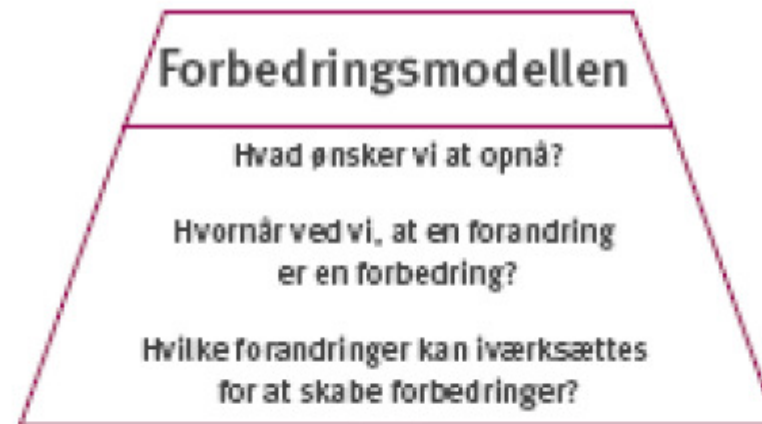 Forbedringsmodellen
Hvad ønsker vi at opnå?
Hvornår ved vi, at en forandring
er en forbedring?
Hvilke forandringer kan iværksættes
for at skabe forbedringer?